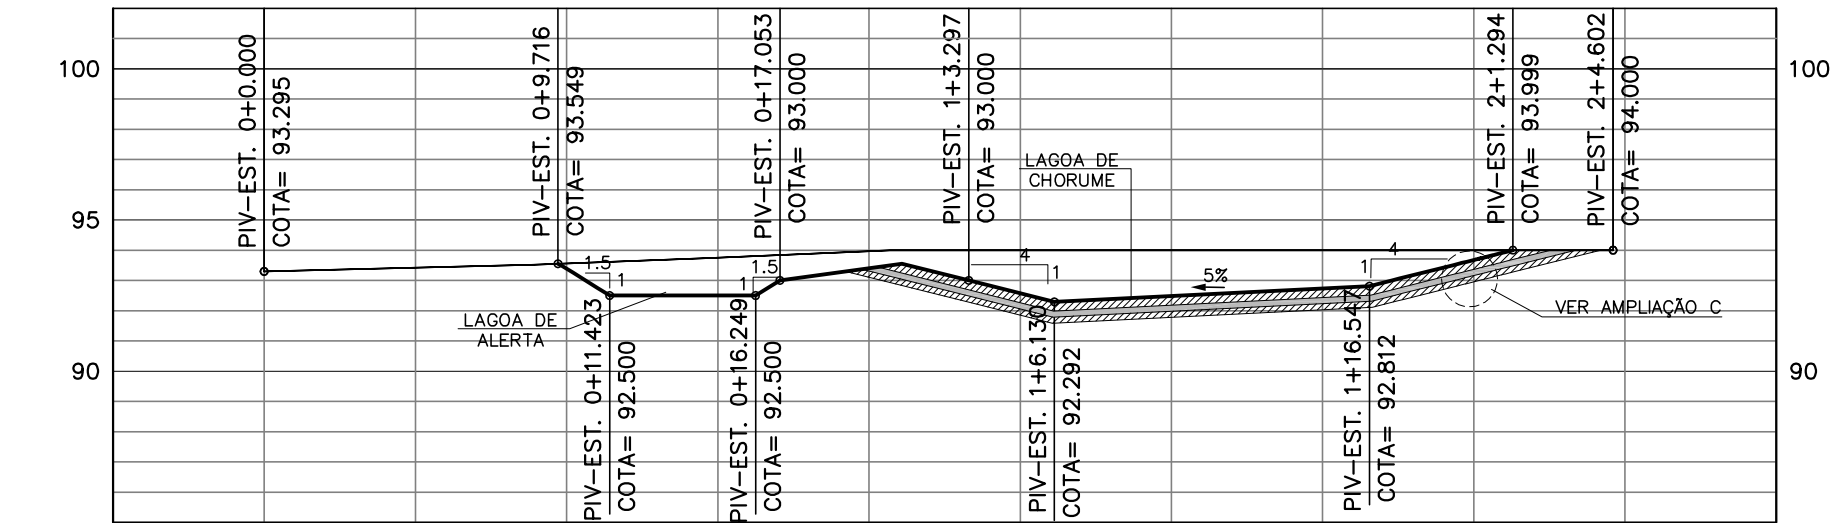 PIV-EST. 0+0.000
COTA= 93.295
PIV-EST. 0+9.716
COTA= 93.549
PIV-EST. 0+17.053
COTA= 93.000
PIV-EST. 1+3.297
COTA= 93.000
PIV-EST. 2+1.294
COTA= 93.999
PIV-EST. 2+4.602
COTA= 94.000
100
100
95
90
90
LAGOA DE
CHORUME
4
1
4
1
1.5
1
1.5
1
5%
LAGOA DE
ALERTA
VER AMPLIAÇÃO C
PIV-EST. 0+11.423
COTA= 92.500
PIV-EST. 0+16.249
COTA= 92.500
PIV-EST. 1+6.130
COTA= 92.292
PIV-EST. 1+16.547
COTA= 92.812